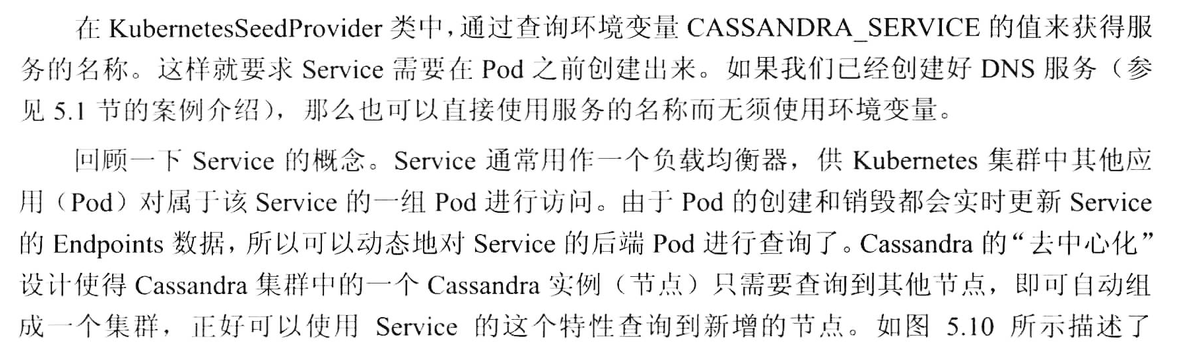 在 KubernetesSeedProvider 类中，通过查询环境变量 CASSANDRA_SERVICE 的值来获得服
务的名称。这样就要求 Service 需要在 Pod 之前创建出来。如果我们已经创建好 DNS 服务（参
见 5.1 节的案例介绍），那么也可以直接使用服务的名称而无须使用环境变量。
回顾一下 Service 的概念。Service 通常用作一个负载均衡器，供 Kubernetes 集群中其他应
用（Pod）对属于该 Service 的一组 Pod 进行访问。由于 Pod 的创建和销毁都会实时更新 Service
的 Endpoints 数据，所以可以动态地对 Service 的后端 Pod 进行查询了。Cassandra 的“去中心化”
设计使得 Cassandra 集群中的一个 Cassandra 实例（节点）只需要查询到其他节点，即可自动组
成一个集群，正好可以使用 Service 的这个特性查询到新增的节点。如图 5.10 所示描述了